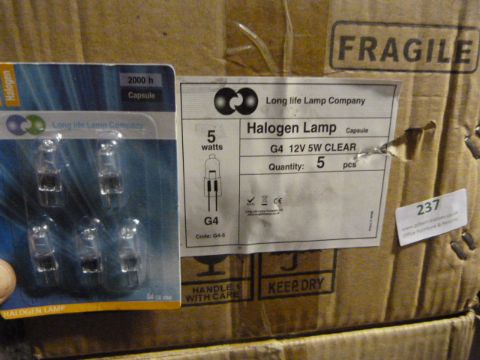 Halogen
2000 h
Capsule
Long life Lamp Company
HALOGEN LAMP
Long life Lamp Company
5
watts
Halogen Lamp Capsule
G4 12V 5W CLEAR
Quantity: 5 pcs
G4
Code: G4-5
FRAGILE
237
HANDLE
WITH CARE
KEEP DRY